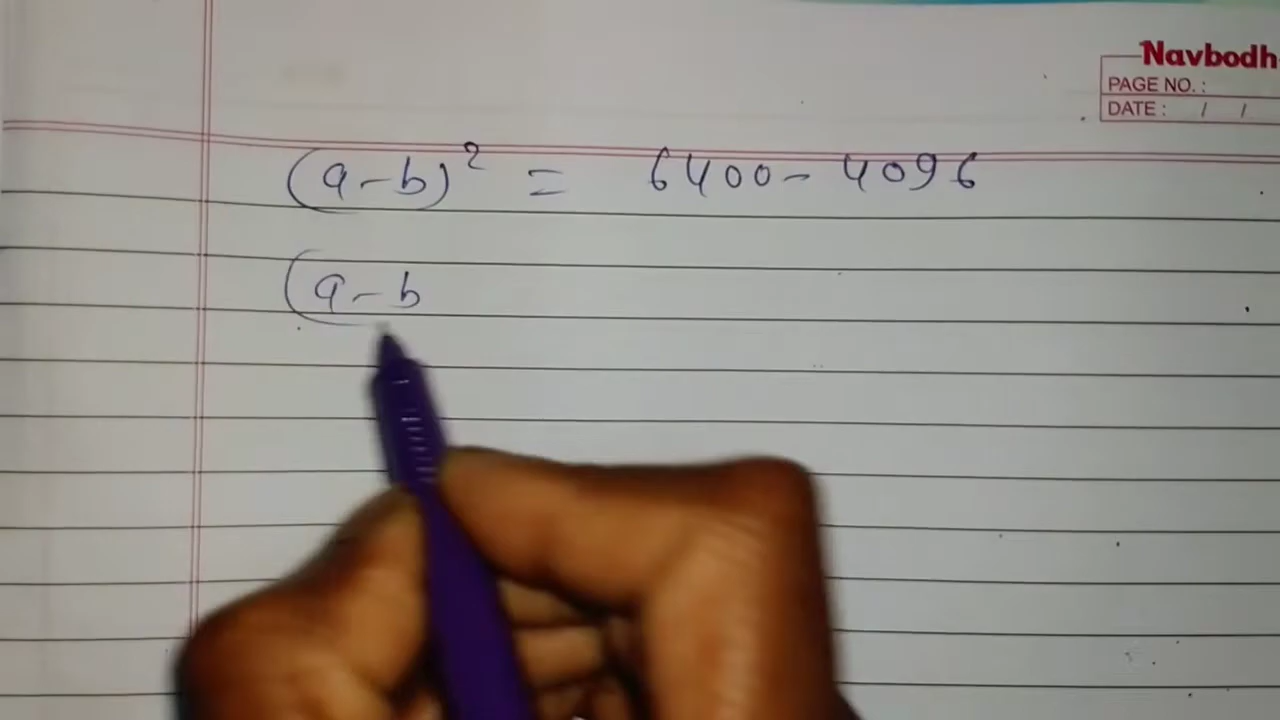 Navbodh
PAGE NO. :
DATE : / /
(a-b)² = 6400-4096
(a-b